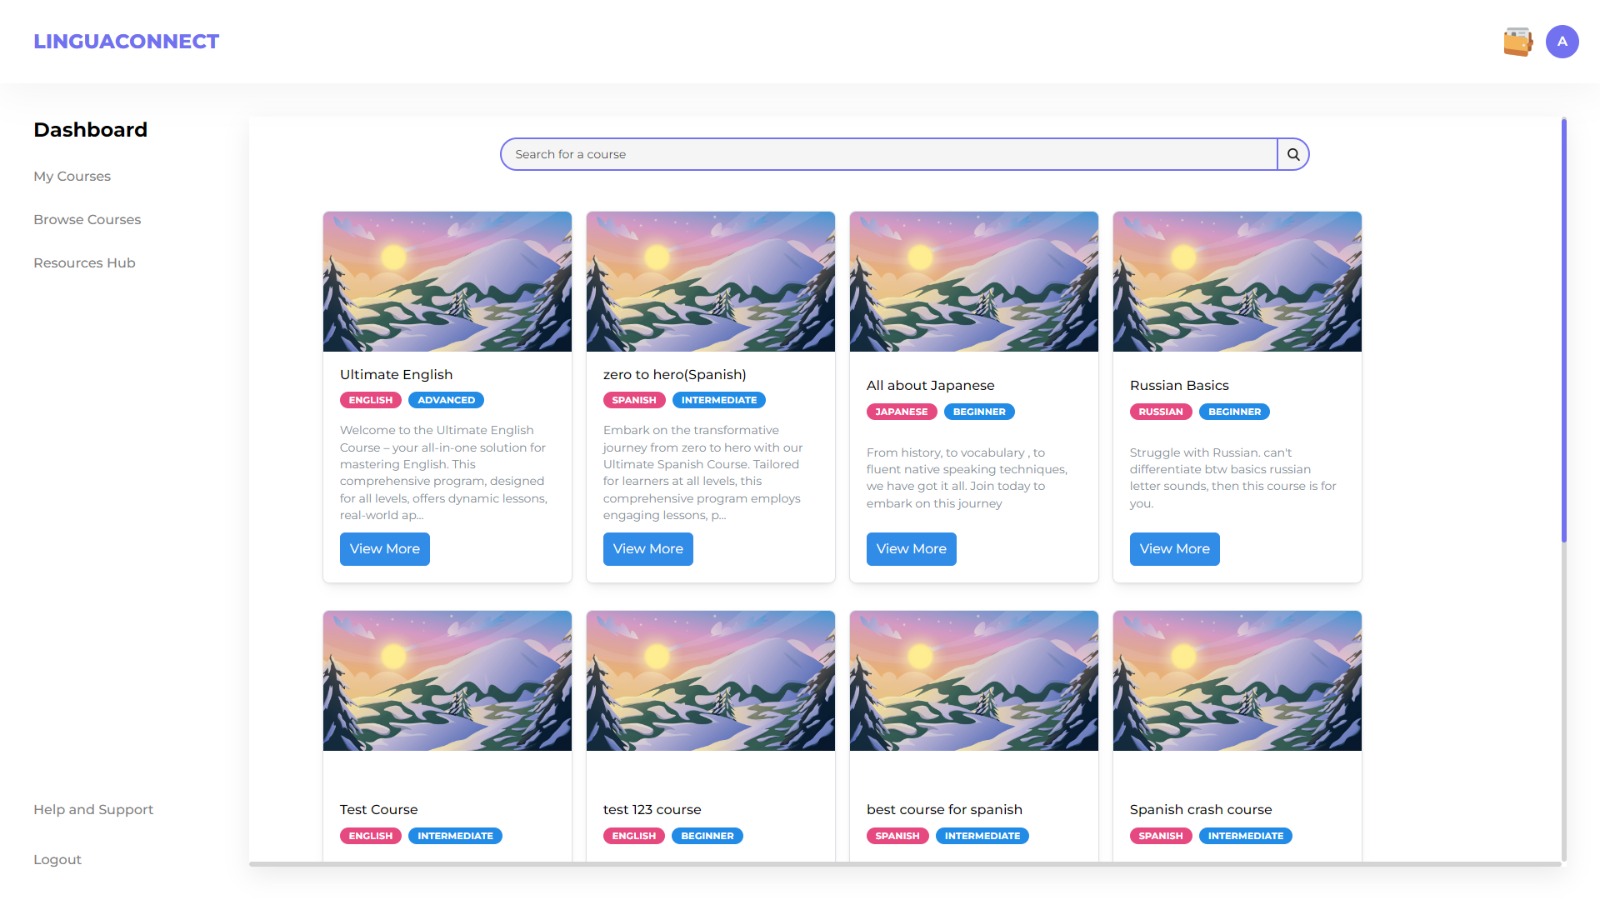 LINGUACONNECT
A
Dashboard
My Courses
Browse Courses
Resources Hub
Help and Support
Logout
Search for a course
Ultimate English
ENGLISH ADVANCED
Welcome to the Ultimate English
Course – your all-in-one solution for
mastering English. This
comprehensive program, designed
for all levels, offers dynamic lessons,
real-world ap...
View More
zero to hero(Spanish)
SPANISH INTERMEDIATE
Embark on the transformative
journey from zero to hero with our
Ultimate Spanish Course. Tailored
for learners at all levels, this
comprehensive program employs
engaging lessons, p...
View More
All about Japanese
JAPANESE BEGINNER
From history, to vocabulary , to
fluent native speaking techniques,
we have got it all. Join today to
embark on this journey
View More
Russian Basics
RUSSIAN BEGINNER
Struggle with Russian. can't
differentiate btw basics russian
letter sounds, then this course is for
you.
View More
Test Course
ENGLISH INTERMEDIATE
test 123 course
ENGLISH BEGINNER
best course for spanish
SPANISH INTERMEDIATE
Spanish crash course
SPANISH INTERMEDIATE